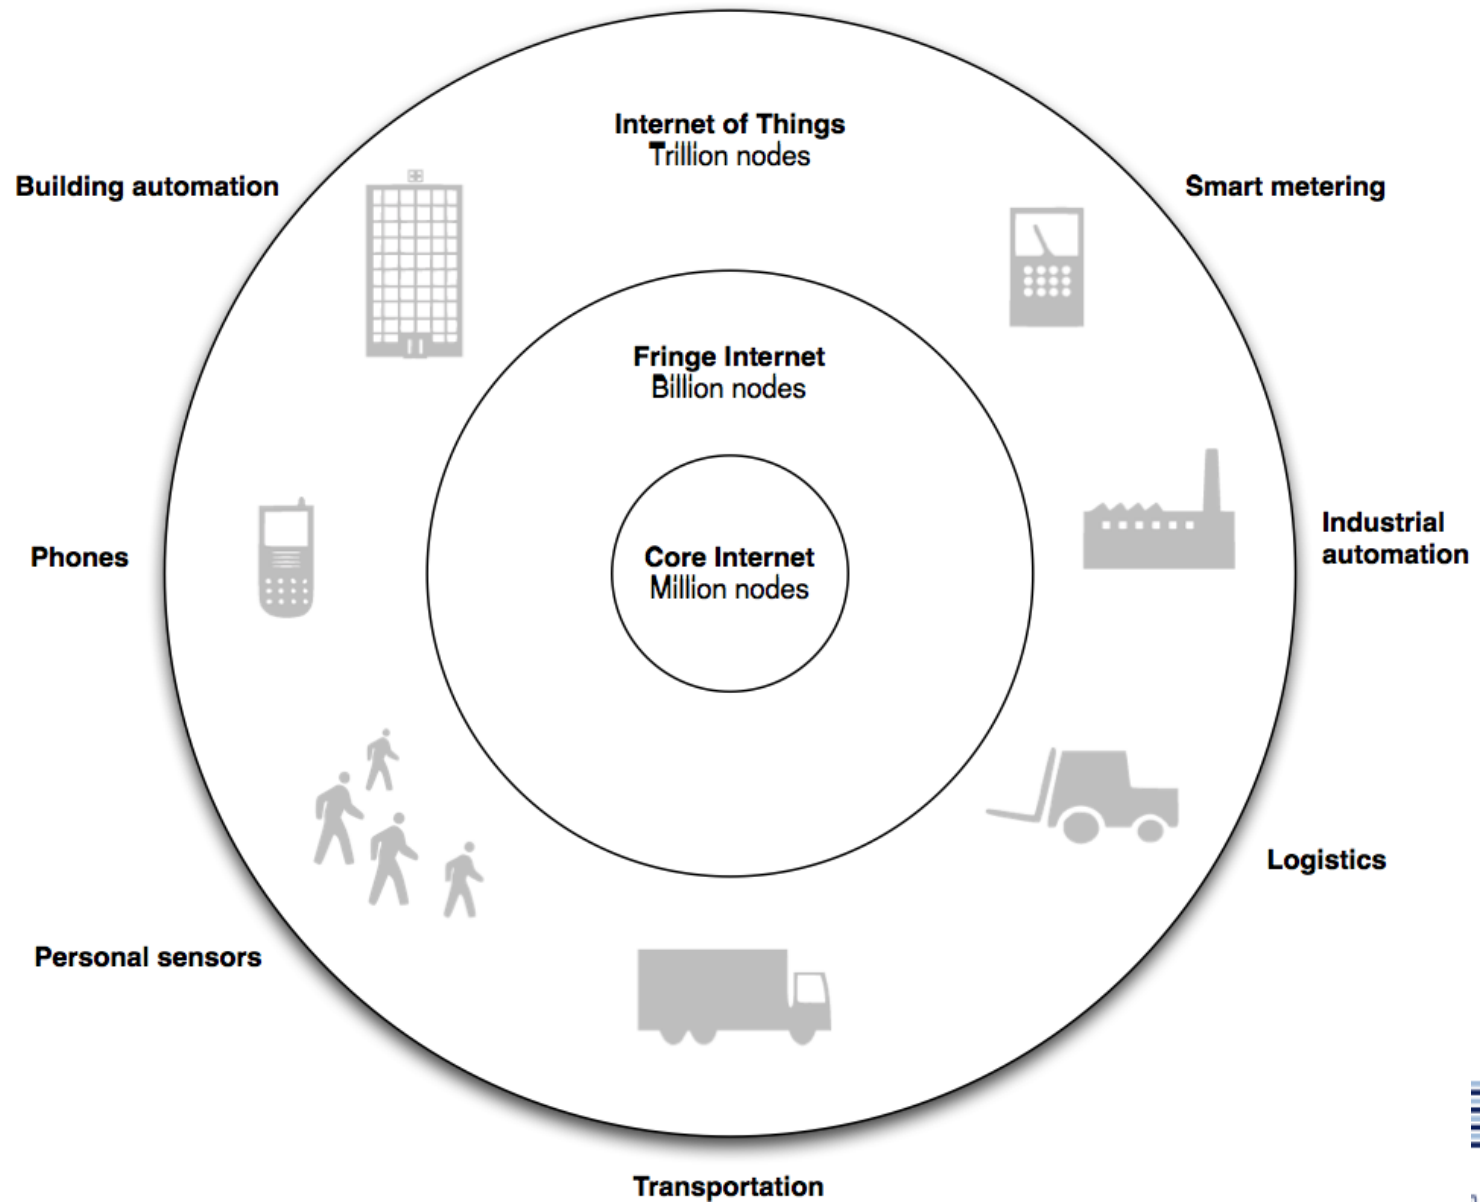 Internet of Things
Trillion nodes
Building automation
Smart metering
Fringe Internet
Billion nodes
Industrial
automation
Phones
Core Internet
Million nodes
Logistics
Personal sensors
Transportation